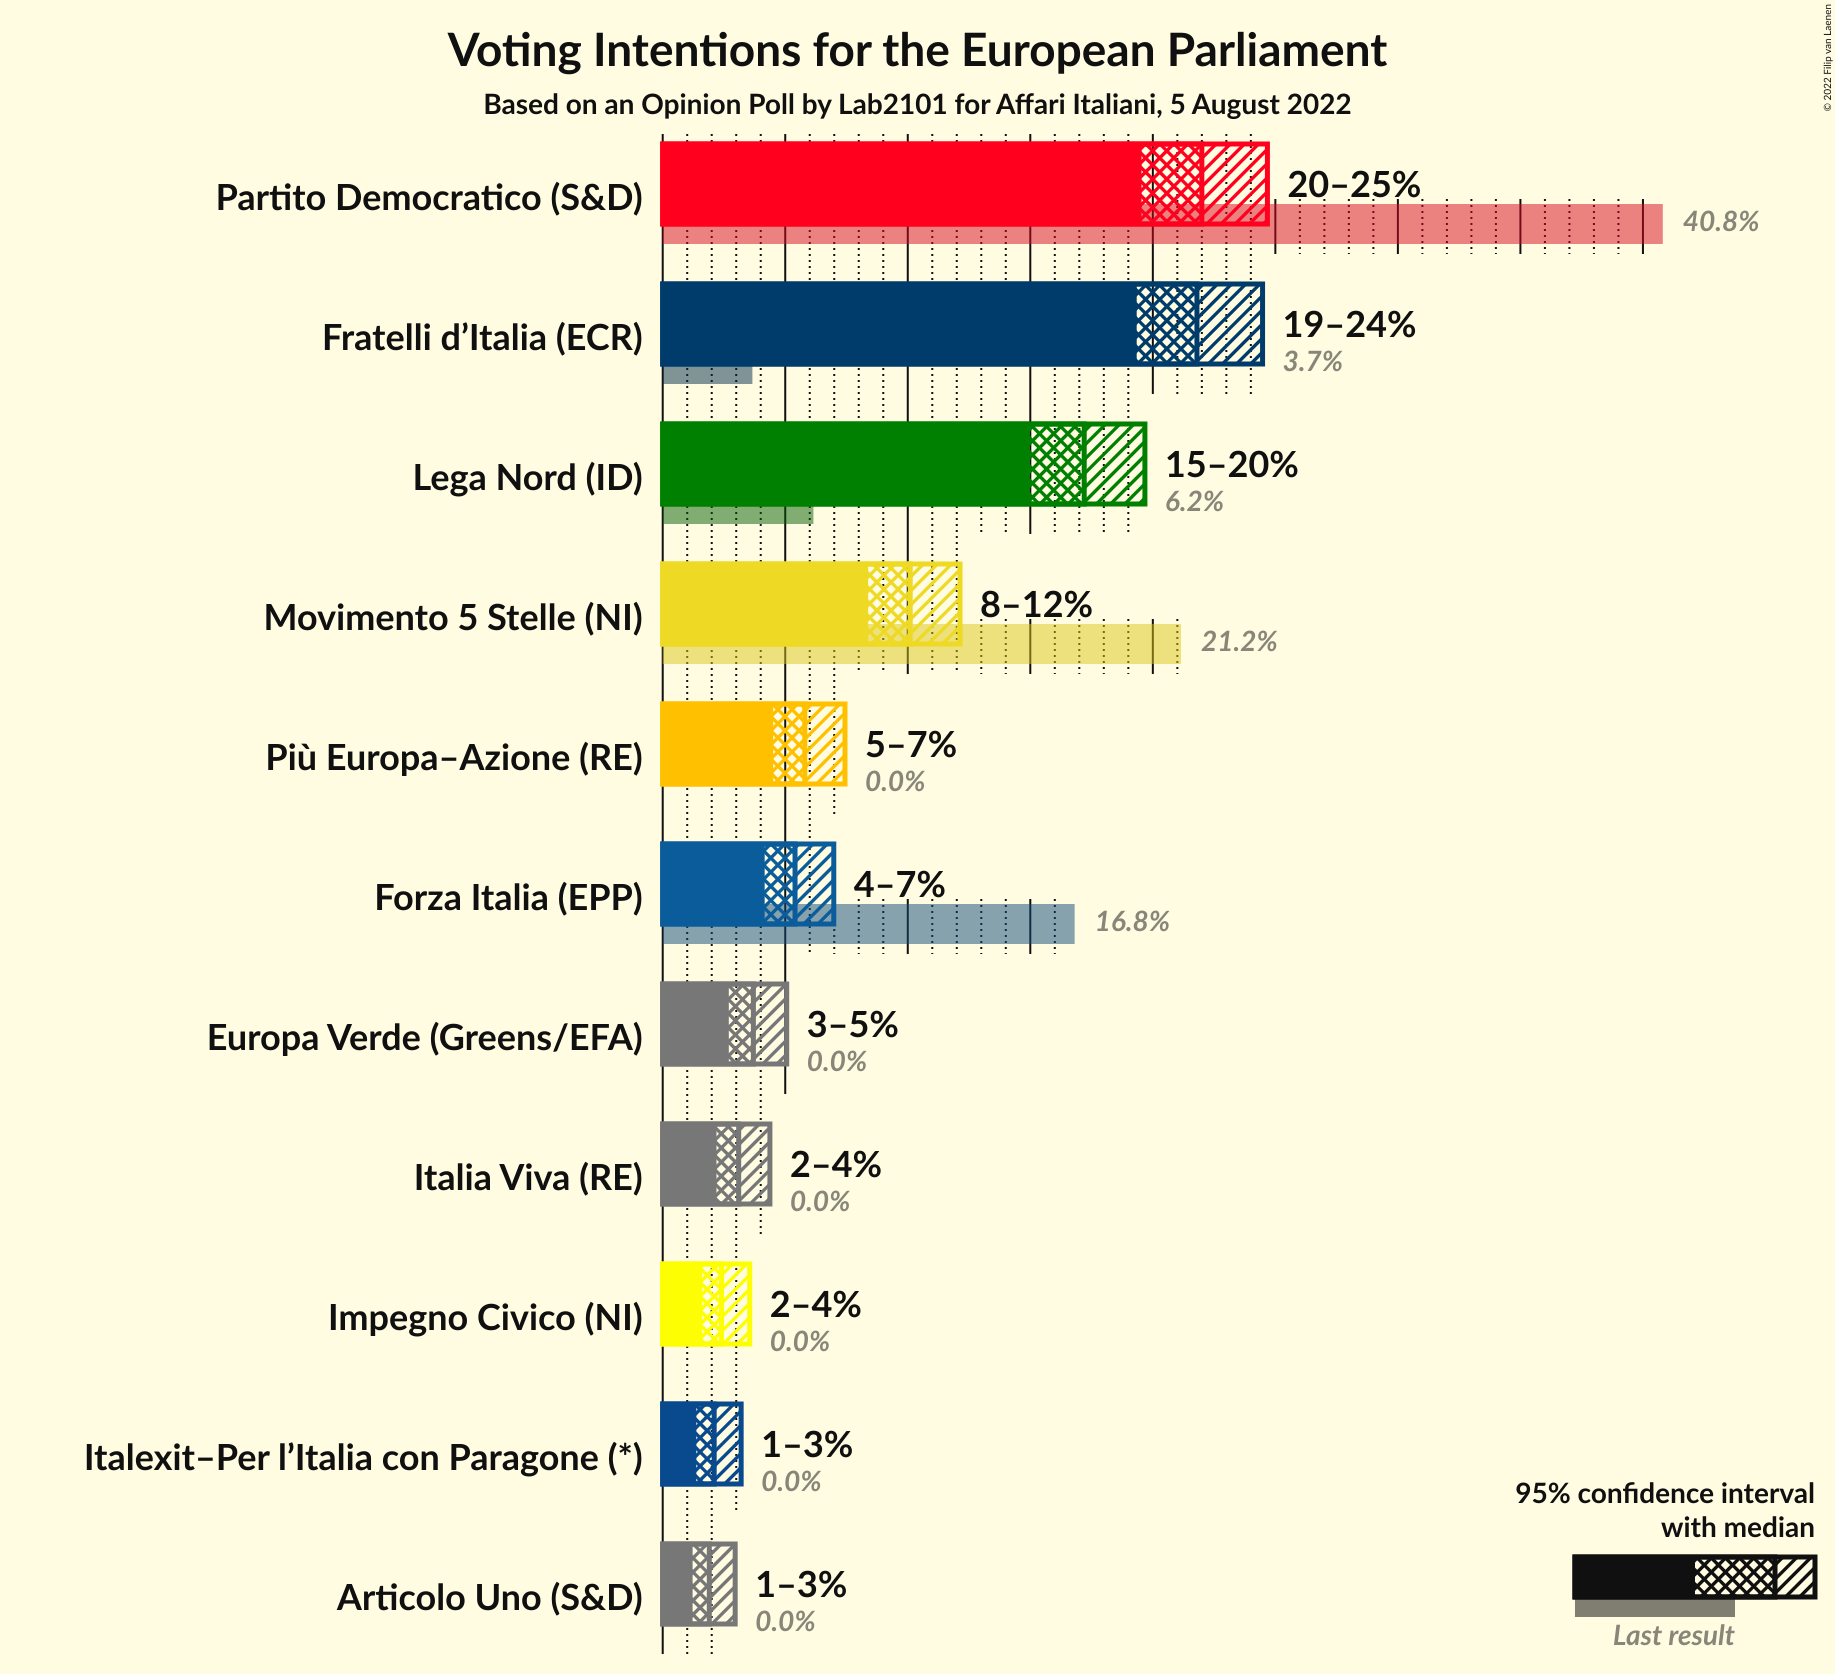 Voting Intentions for the European Parliament
Based on an Opinion Poll by Lab2101 for Affari Italiani, 5 August 2022
© 2022 Filip van Laenen
Partito Democratico (S&D)
20–25%
40.8%
Fratelli d’Italia (ECR)
19–24%
3.7%
Lega Nord (ID)
15–20%
6.2%
Movimento 5 Stelle (NI)
8–12%
21.2%
Più Europa–Azione (RE)
5–7%
0.0%
Forza Italia (EPP)
4–7%
16.8%
Europa Verde (Greens/EFA)
3–5%
0.0%
Italia Viva (RE)
2–4%
0.0%
Impegno Civico (NI)
2–4%
0.0%
Italexit–Per l’Italia con Paragone (*)
1–3%
0.0%
Articolo Uno (S&D)
1–3%
0.0%
95% confidence interval
with median
Last result